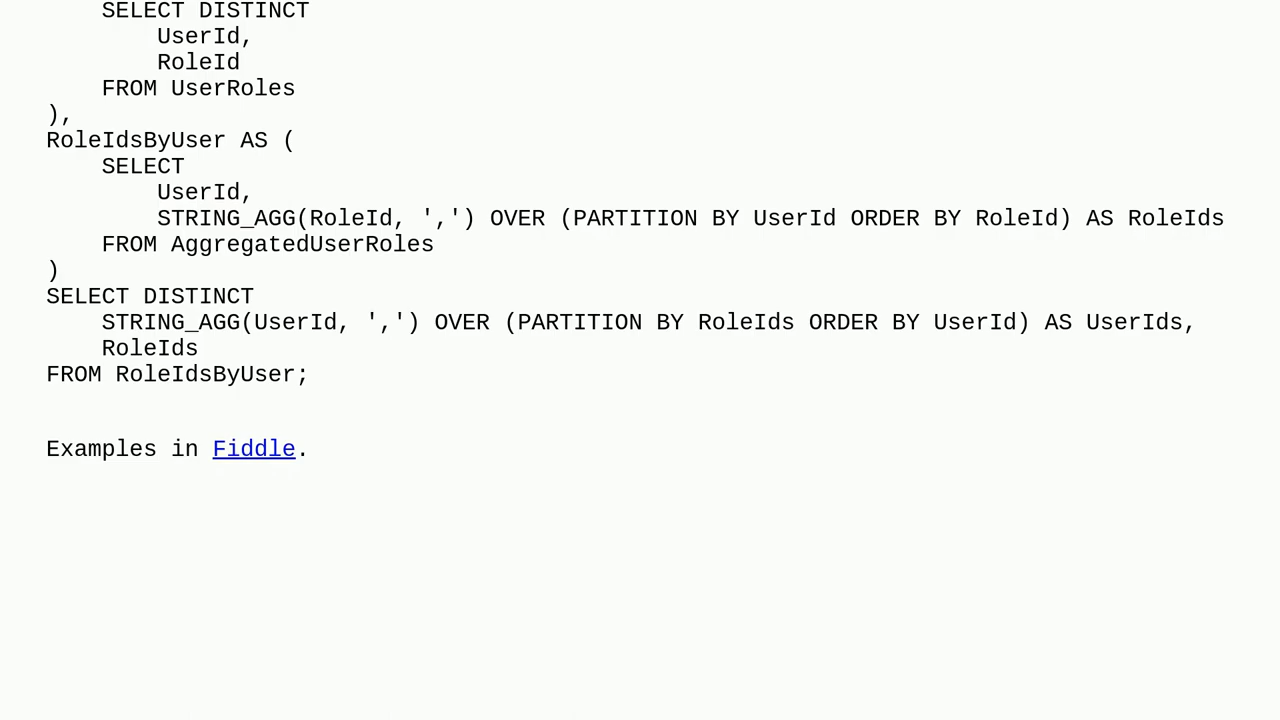 SELECT DISTINCT
UserId,
RoleId
FROM UserRoles
),
RoleIdsByUser AS (
SELECT
UserId,
STRING_AGG(RoleId, ',') OVER (PARTITION BY UserId ORDER BY RoleId) AS RoleIds
FROM AggregatedUserRoles
)
SELECT DISTINCT
STRING_AGG(UserId, ',') OVER (PARTITION BY RoleIds ORDER BY UserId) AS UserIds,
RoleIds
FROM RoleIdsByUser;
Examples in Fiddle.